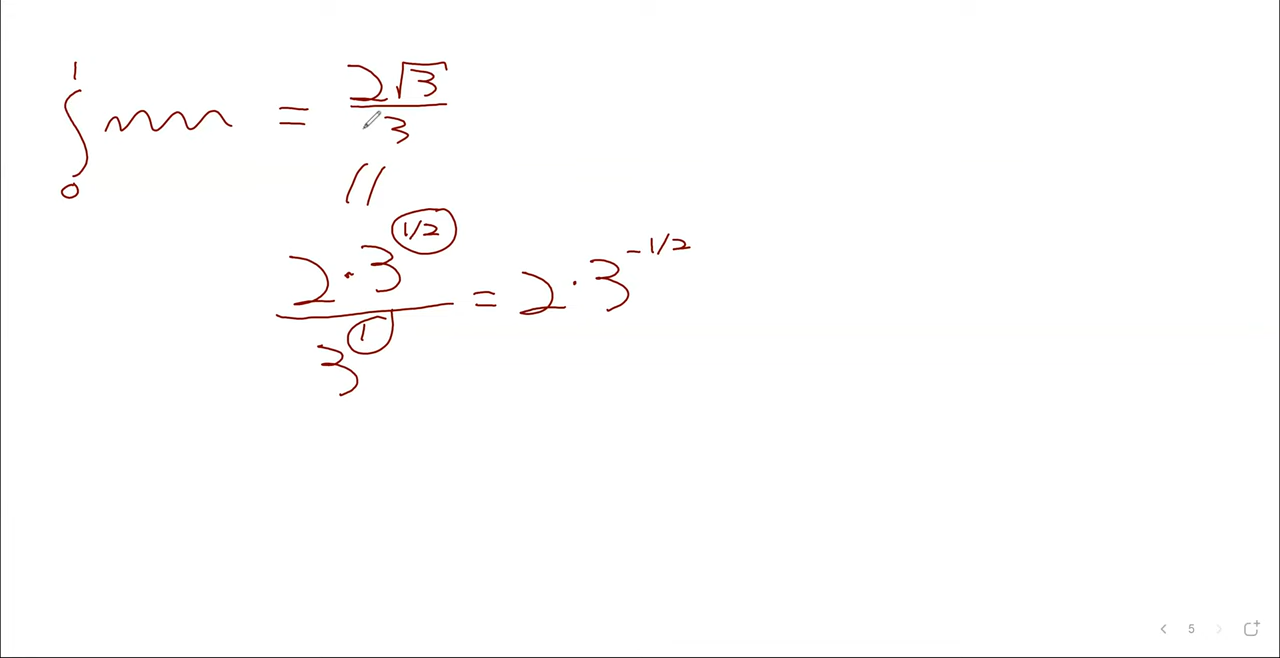 ∫₀¹ ᨓ = 2√3 / 3
//
2 · 3^(1/2) / 3^1 = 2 · 3^(-1/2)
5